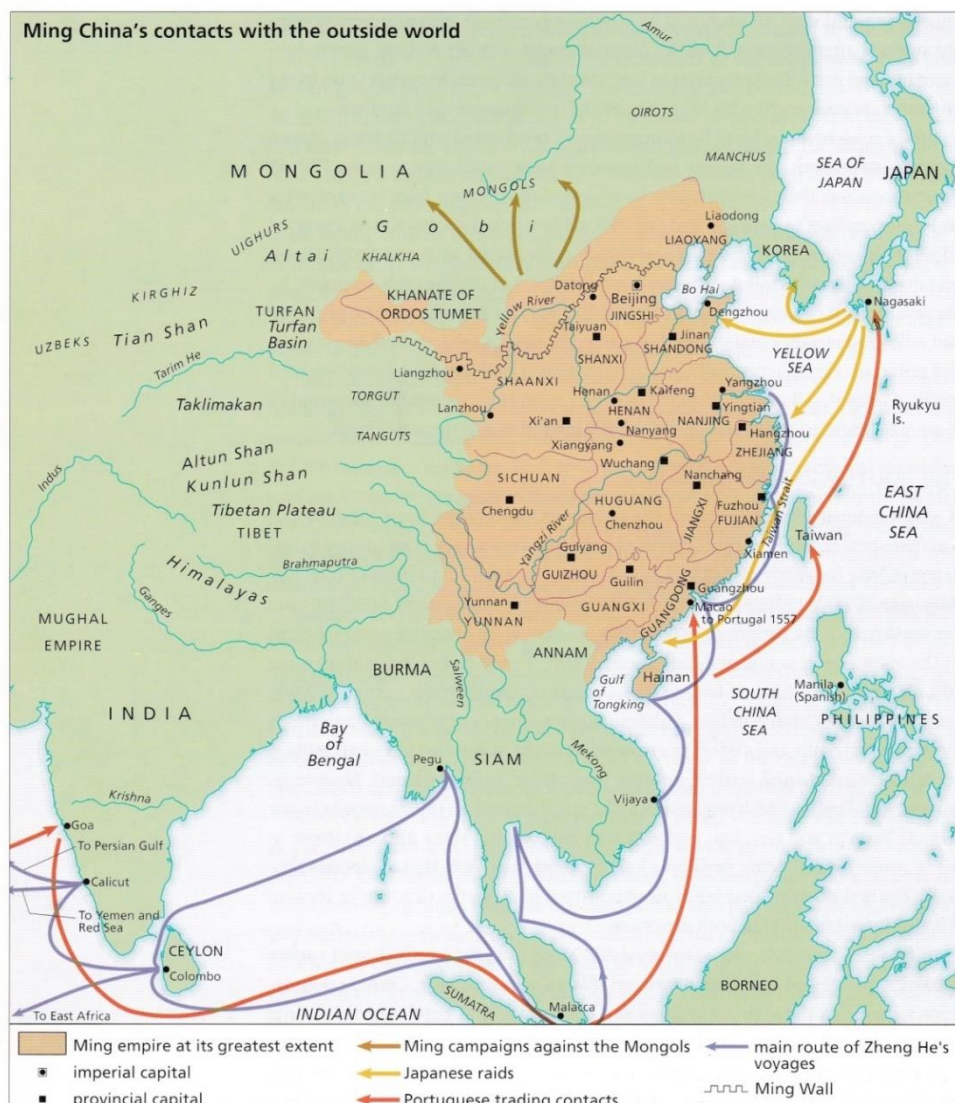 Ming China's contacts with the outside world
Amur
OIROTS
MANCHUS
SEA OF
JAPAN
JAPAN
MONGOLIA
MONGOLS
Gobi
UIGHURS
Altai
KHALKHA
Liaodong
LIAOYANG
KOREA
KIRGHIZ
TURFAN
Turfan
Basin
KHANATE OF
ORDOS TUMET
Yellow River
Datong
Beijing
JINGSHI
Bo Hai
Dengzhou
Nagasaki
UZBEKS
Tian Shan
Tarim He
Taiyuan
SHANXI
Jinan
SHANDONG
YELLOW
SEA
Liangzhou
SHAANXI
Taklimakan
TORGUT
Lanzhou
Henan
HENAN
Kaifeng
Yangzhou
NANJING
Yingtian
Ryukyu
Is.
TANGUTS
Xi'an
Nanyang
Xiangyang
Hangzhou
ZHEJIANG
Indus
Altun Shan
Kunlun Shan
SICHUAN
Wuchang
Nanchang
Tibetan Plateau
TIBET
Chengdu
HUGUANG
Chenzhou
JIANGXI
Fuzhou
FUJIAN
Taiwan Strait
EAST
CHINA
SEA
Yangzi River
Xiamen
Taiwan
Himalayas
Brahmaputra
Ganges
Guiyang
GUIZHOU
Guilin
Guangzhou
MUGHAL
EMPIRE
Yunnan
YUNNAN
GUANGXI
GUANGDONG
Macao
to Portugal 1557
BURMA
Salween
ANNAM
Hainan
Gulf
of
Tongking
SOUTH
CHINA
SEA
Manila
(Spanish)
PHILIPPINES
INDIA
Bay
of
Bengal
Pegu
SIAM
Mekong
Krishna
Vijaya
Goa
To Persian Gulf
Calicut
To Yemen and
Red Sea
CEYLON
Colombo
To East Africa
INDIAN OCEAN
SUMATRA
Malacca
BORNEO
Ming empire at its greatest extent
imperial capital
provincial capital
Ming campaigns against the Mongols
Japanese raids
Portuguese trading contacts
main route of Zheng He's
voyages
Ming Wall